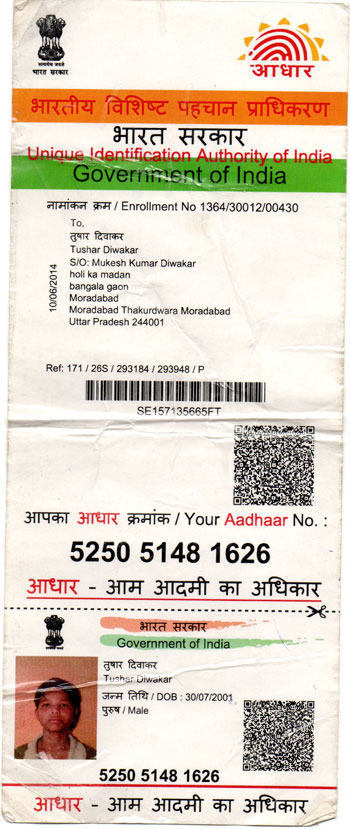 सत्यमेव जयते
भारत सरकार
आधार
भारतीय विशिष्ट पहचान प्राधिकरण
भारत सरकार
Unique Identification Authority of India
Government of India
नामांकन क्रम / Enrollment No 1364/30012/00430
To,
तुषार दिवाकर
Tushar Diwakar
S/O: Mukesh Kumar Diwakar
holi ka madan
bangala gaon
Moradabad
Moradabad Thakurdwara Moradabad
Uttar Pradesh 244001
10/06/2014
Ref: 171 / 26S / 293184 / 293948 / P
SE157135665FT
आपका आधार क्रमांक / Your Aadhaar No. :
5250 5148 1626
आधार - आम आदमी का अधिकार
भारत सरकार
Government of India
तुषार दिवाकर
Tushar Diwakar
जन्म तिथि / DOB : 30/07/2001
पुरुष / Male
5250 5148 1626
आधार - आम आदमी का अधिकार